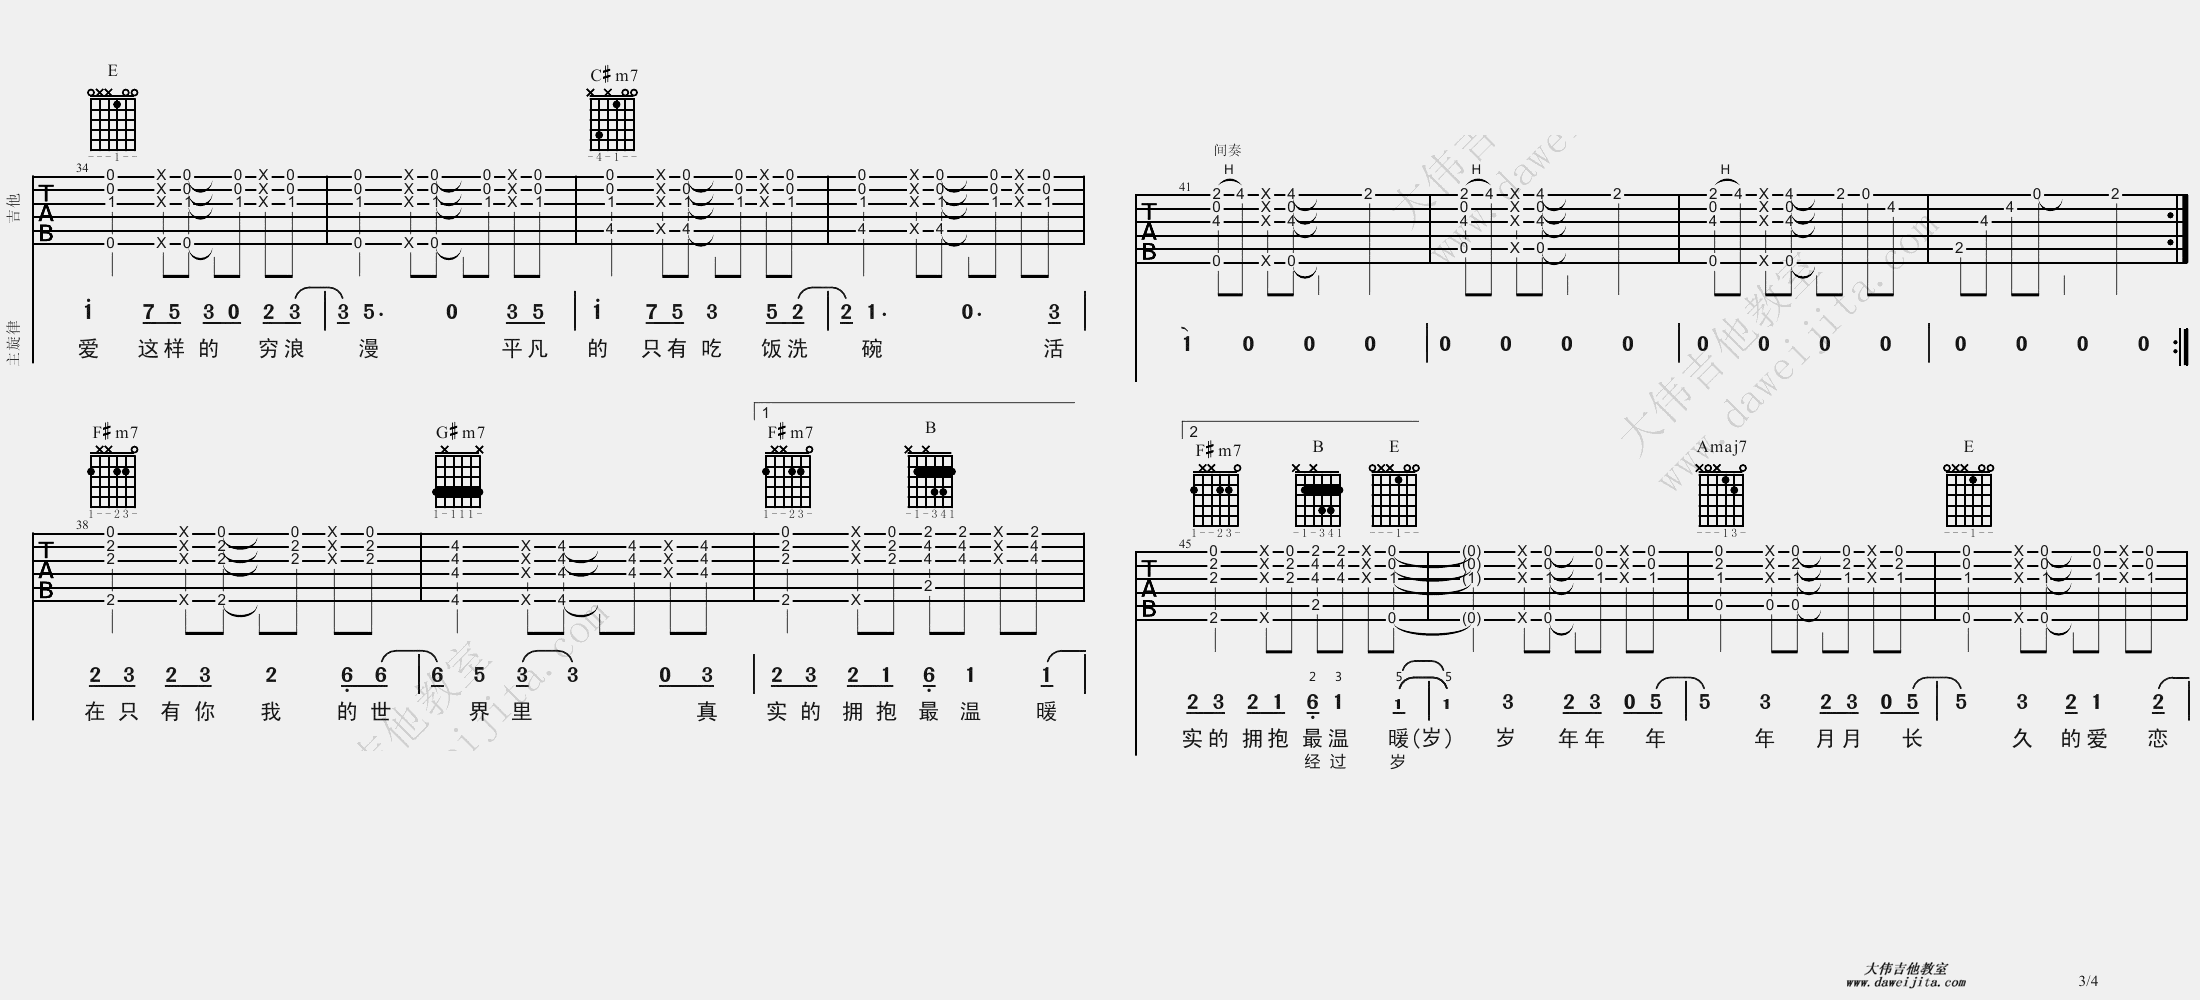 E C#m7
34
吉他
TAB
主旋律
i 7 5 3 0 2 3 3 5. 0 3 5 i 7 5 3 5 2 2 1. 0. 3
爱 这样 的 穷浪 漫 平凡 的 只有 吃 饭洗 碗 活
1
F#m7 G#m7 F#m7 B
38
TAB
2 3 2 3 2 6 6 6 5 3 3 0 3 2 3 2 1 6 1 1
在 只 有 你 我 的 世 界 里 真 实 的 拥 抱 最 温 暖
间奏
H H H
41
TAB
1 0 0 0 0 0 0 0 0 0 0 0 0 0 0 0
2
F#m7 B E Amaj7 E
45
TAB
2 3 5 5
2 3 2 1 6 1 1 1 3 2 3 0 5 5 3 2 3 0 5 5 3 2 1 2
实的 拥抱 最温 暖(岁) 岁 年年 年 年 月月 长 久 的爱 恋
经 过 岁
大伟吉他教室
www.daweijita.com
3/4